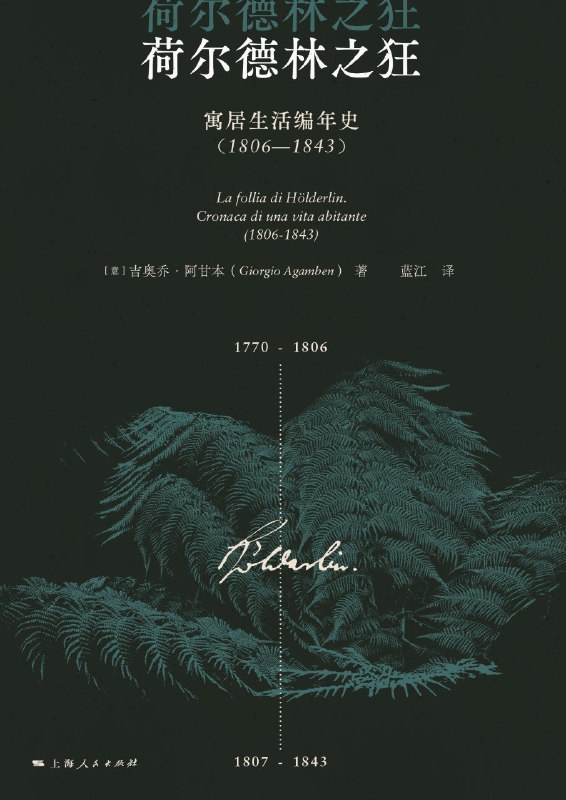 荷尔德林之狂
荷尔德林之狂
寓居生活编年史
（1806—1843）
La follia di Hölderlin.
Cronaca di una vita abitante
(1806-1843)
［意］吉奥乔·阿甘本（Giorgio Agamben） 著 蓝江 译
1770 - 1806
Hölderlin.
上海人民出版社
1807 - 1843